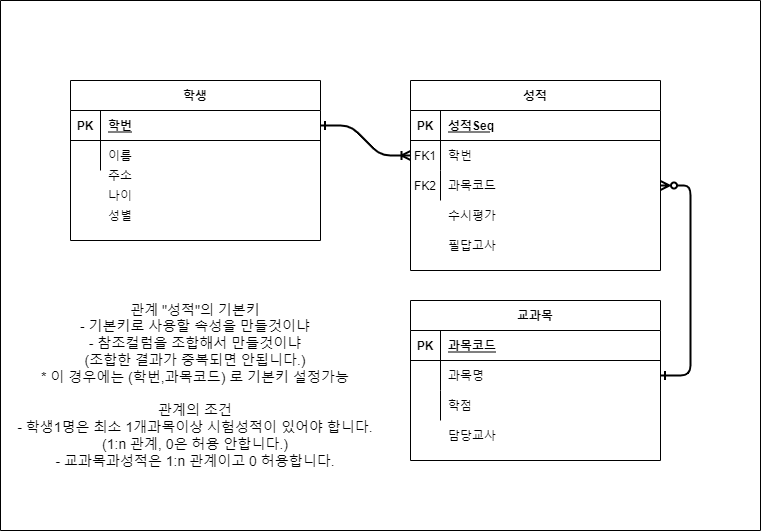 학생
PK 학번
이름
주소
나이
성별
성적
PK 성적Seq
FK1 학번
FK2 과목코드
수시평가
필답고사
교과목
PK 과목코드
과목명
학점
담당교사
관계 "성적"의 기본키
- 기본키로 사용할 속성을 만들것이냐
- 참조컬럼을 조합해서 만들것이냐
(조합한 결과가 중복되면 안됩니다.)
* 이 경우에는 (학번,과목코드) 로 기본키 설정가능
관계의 조건
- 학생1명은 최소 1개과목이상 시험성적이 있어야 합니다.
(1:n 관계, 0은 허용 안합니다.)
- 교과목과성적은 1:n 관계이고 0 허용합니다.